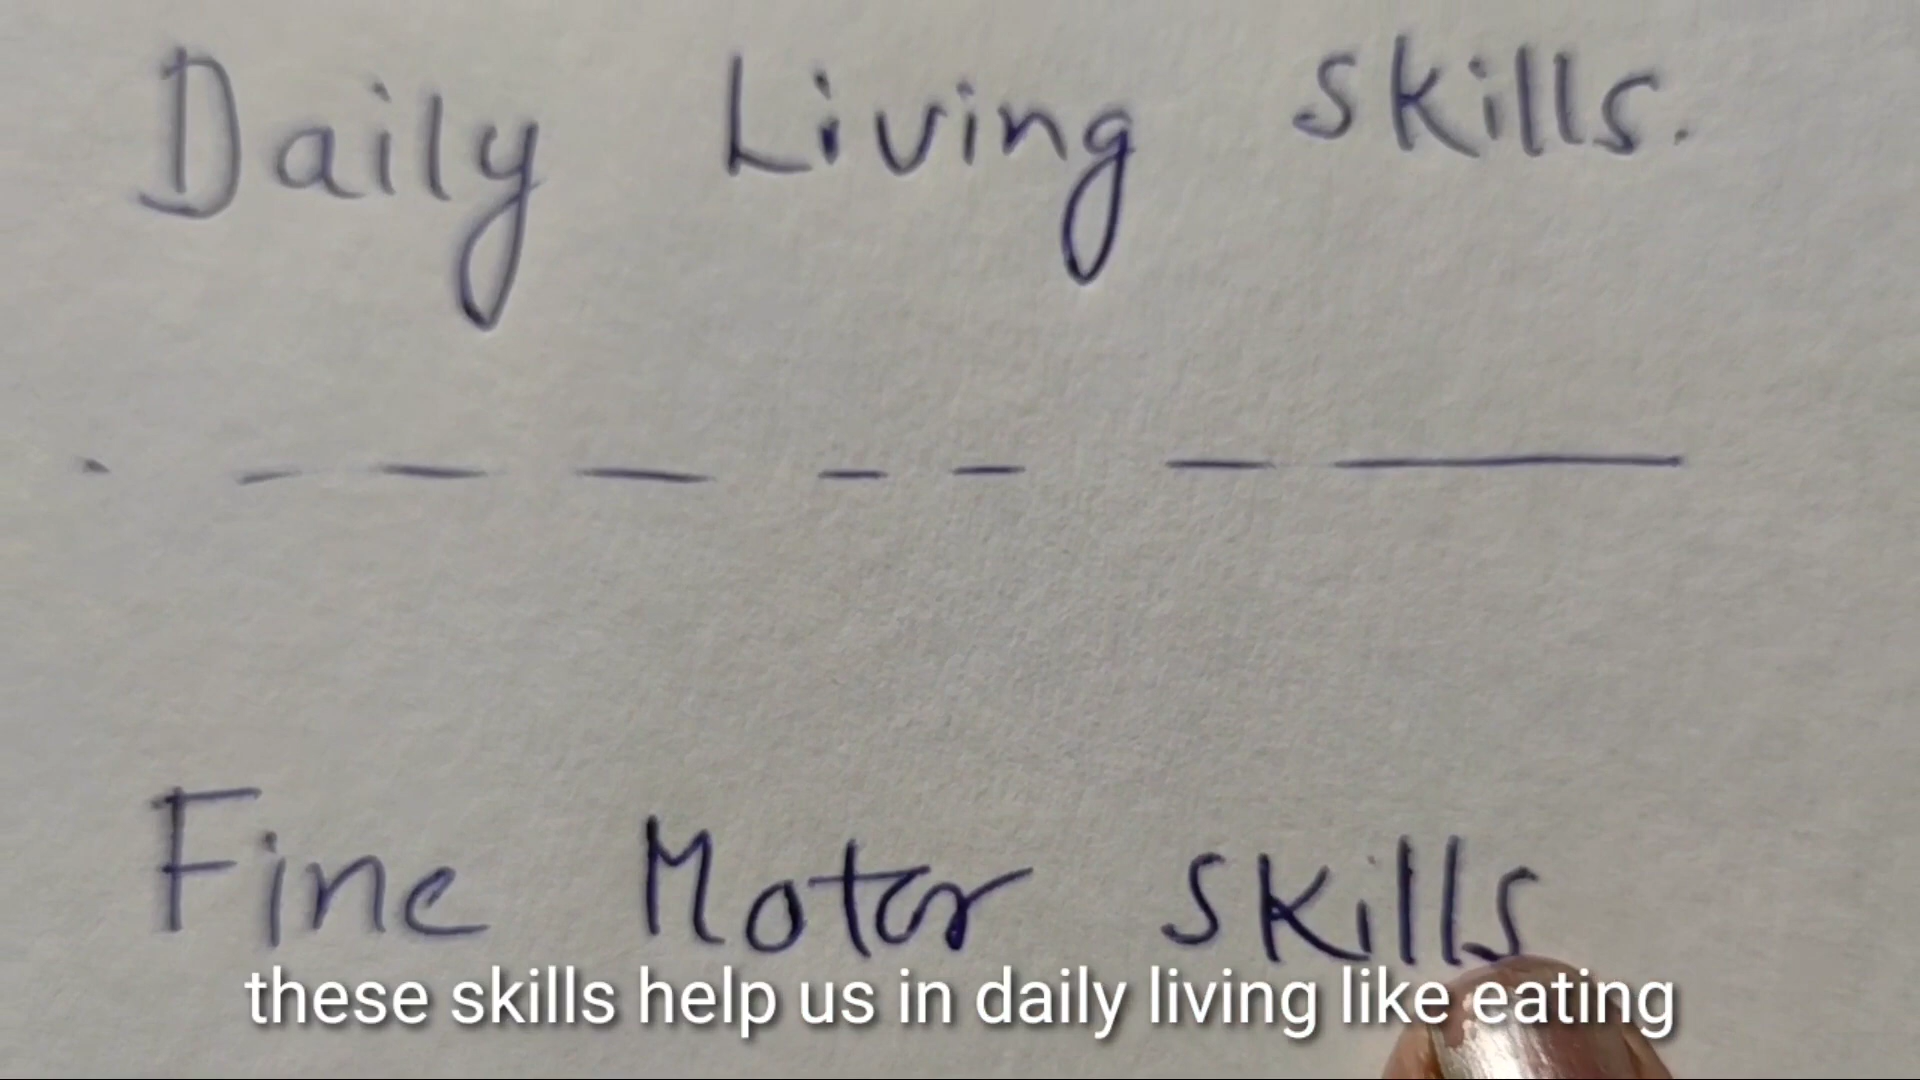 Daily Living skills.
Fine Motor skills
these skills help us in daily living like eating